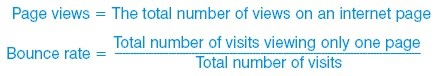 Page views = The total number of views on an internet page
Bounce rate = Total number of visits viewing only one page
Total number of visits